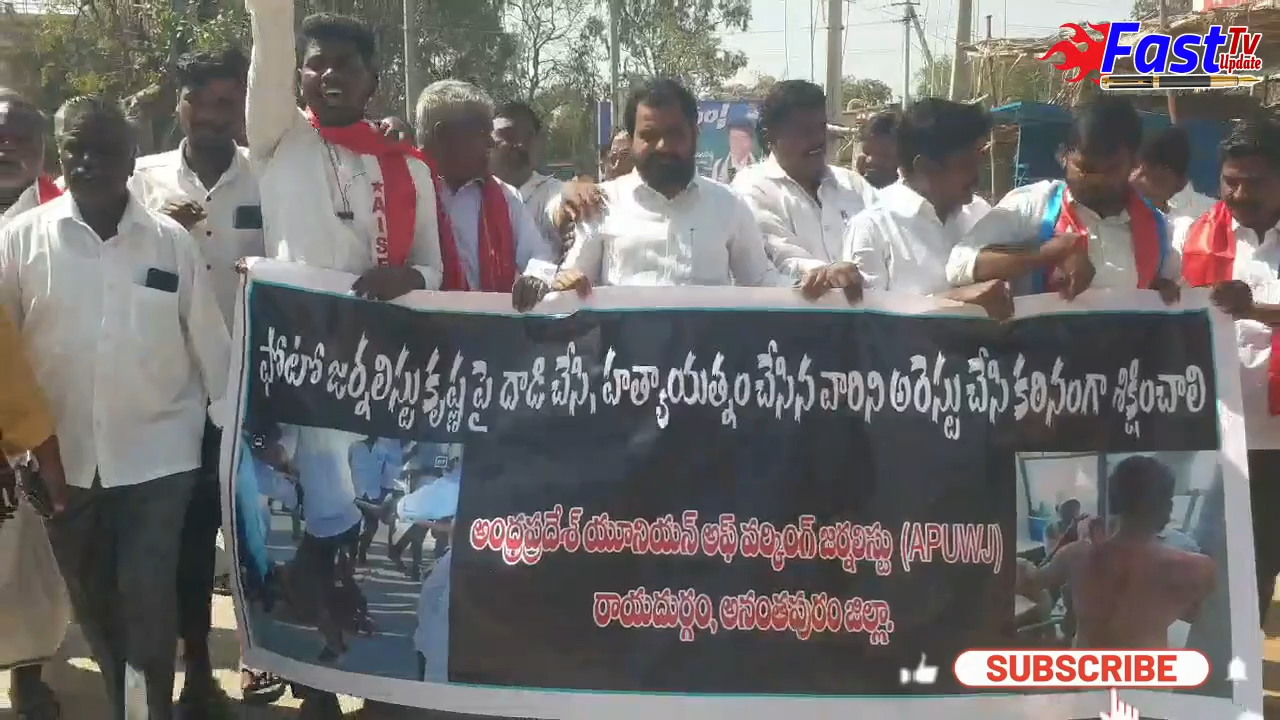 Fast Tv
Update
★AISF
ఫోటో జర్నలిస్టు కృష్ణ పై దాడి చేసి, హత్యాయత్నం చేసిన వారిని అరెస్టు చేసి కఠినంగా శిక్షించాలి
అంధ్రప్రదేశ్ యూనియన్ అఫ్ వర్కింగ్ జర్నలిస్టు (APUWJ)
రాయదుర్గం, అనంతపురం జిల్లా.
SUBSCRIBE